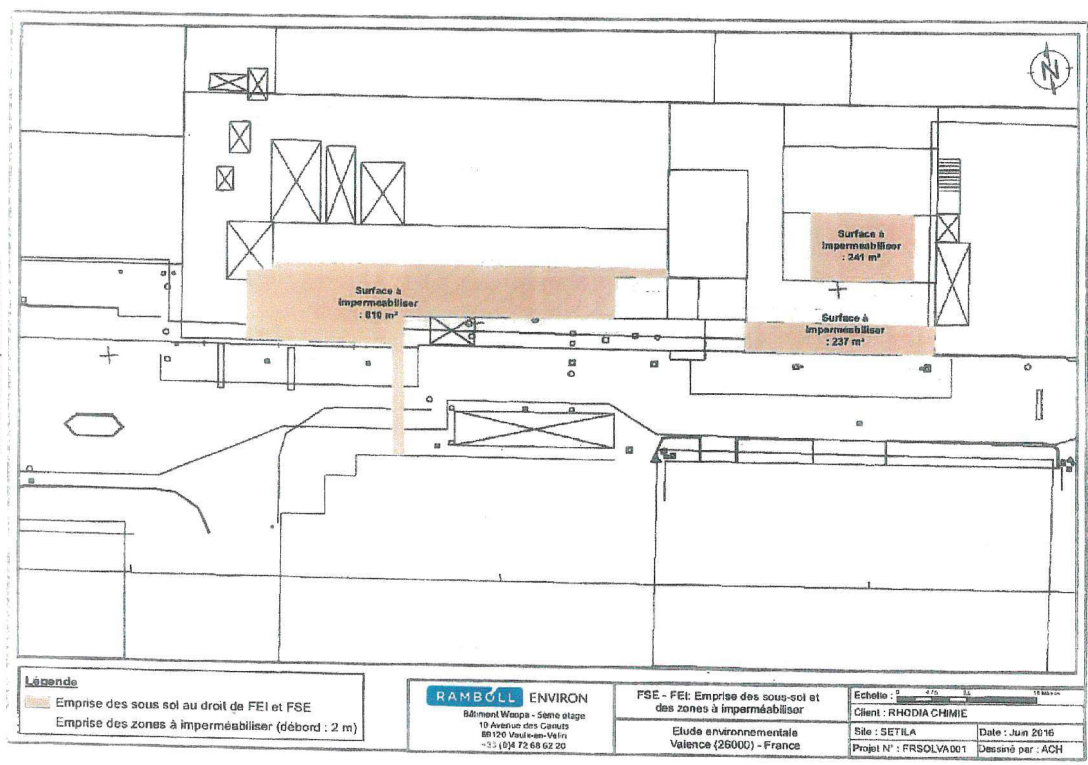 N
Surface à
imperméabiliser
: 241 m²
Surface à
imperméabiliser
: 810 m²
Surface à
imperméabiliser
: 237 m²
Légende
Emprise des sous sol au droit de FEI et FSE
Emprise des zones à imperméabiliser (débord : 2 m)
RAMBOLL ENVIRON
Bâtiment Woopa - 5ème étage
10 Avenue des Canuts
69120 Vaulx-en-Velin
+33 (0)4 72 68 62 20
FSE - FEI: Emprise des sous-sol et
des zones à imperméabiliser
Etude environnementale
Valence (26000) - France
Echelle :
Client : RHODIA CHIMIE
Site : SETILA
Date : Juin 2016
Projet N° : FRSOLVA001
Dessiné par : ACH